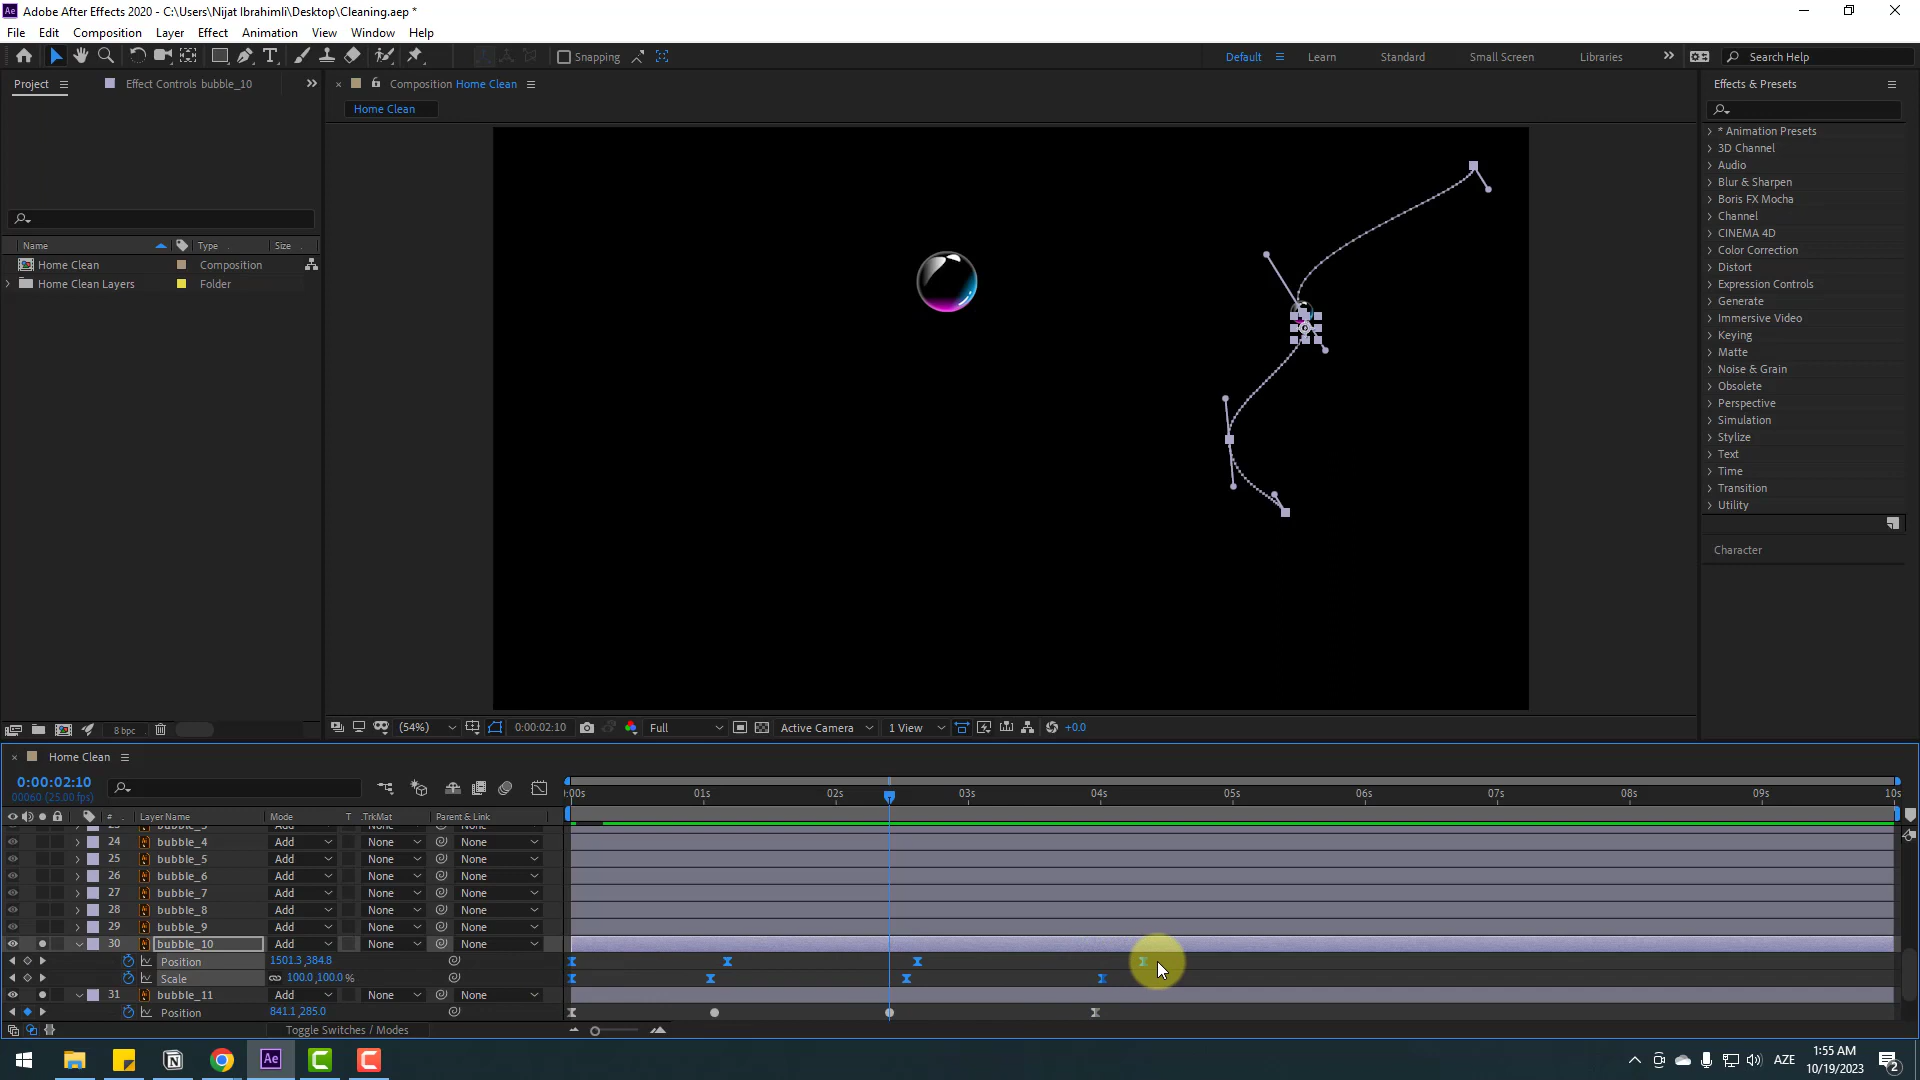 Adobe After Effects 2020 - C:\Users\Nijat Ibrahimli\Desktop\Cleaning.aep *
File Edit Composition Layer Effect Animation View Window Help
Snapping
Default Learn Standard Small Screen Libraries Search Help
Project Effect Controls bubble_10
Composition Home Clean
Home Clean
Name Type Size
Home Clean Composition
Home Clean Layers Folder
Effects & Presets
* Animation Presets
3D Channel
Audio
Blur & Sharpen
Boris FX Mocha
Channel
CINEMA 4D
Color Correction
Distort
Expression Controls
Generate
Immersive Video
Keying
Matte
Noise & Grain
Obsolete
Perspective
Simulation
Stylize
Text
Time
Transition
Utility
Character
8 bpc
(54%) 0:00:02:10 Full Active Camera 1 View +0.0
Home Clean
0:00:02:10
00060 (25.00 fps)
:00s 01s 02s 03s 04s 05s 06s 07s 08s 09s 10s
# Layer Name Mode T .TrkMat Parent & Link
24 bubble_4 Add None None
25 bubble_5 Add None None
26 bubble_6 Add None None
27 bubble_7 Add None None
28 bubble_8 Add None None
29 bubble_9 Add None None
30 bubble_10 Add None None
Position 1501.3,384.8
Scale 100.0,100.0%
31 bubble_11 Add None None
Position 841.1,285.0
Toggle Switches / Modes
AZE
1:55 AM
10/19/2023
2